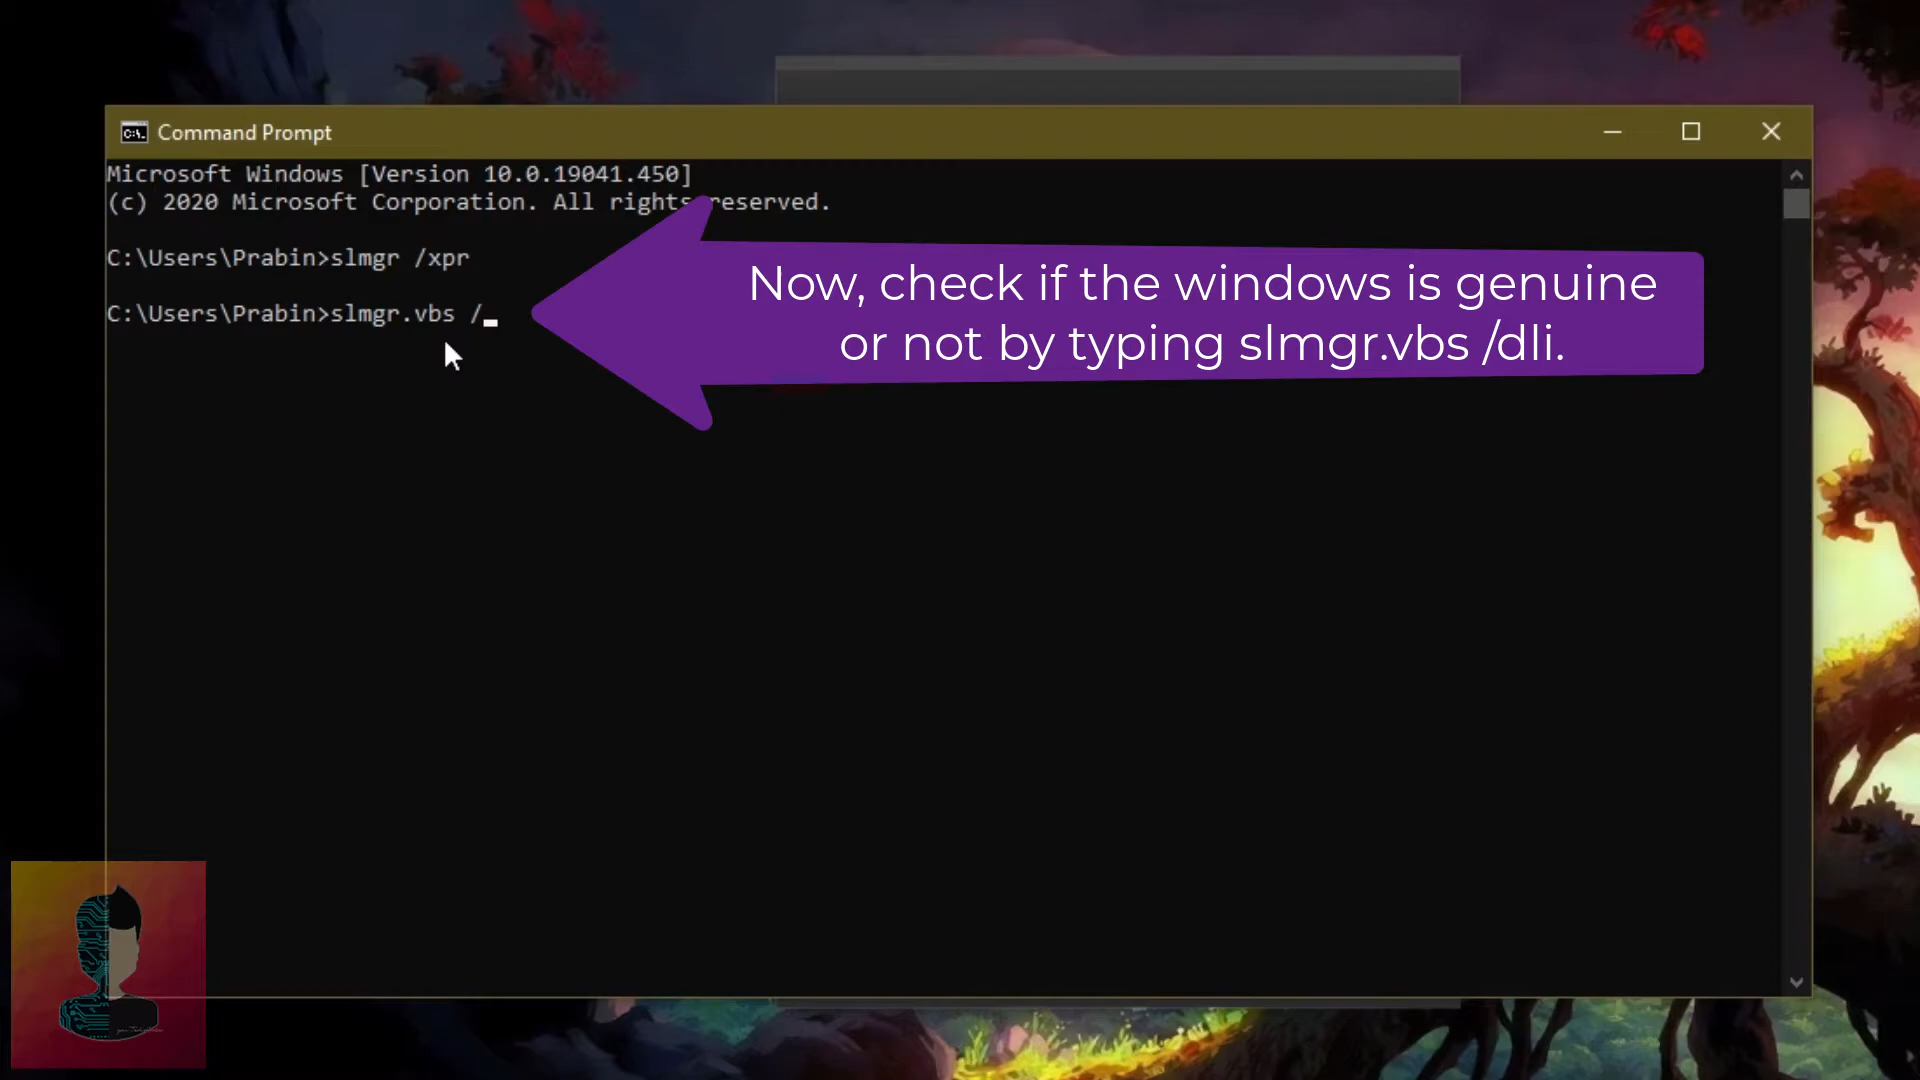 Command Prompt
Microsoft Windows [Version 10.0.19041.450]
(c) 2020 Microsoft Corporation. All rights reserved.
C:\Users\Prabin>slmgr /xpr
C:\Users\Prabin>slmgr.vbs /
Now, check if the windows is genuine
or not by typing slmgr.vbs /dli.